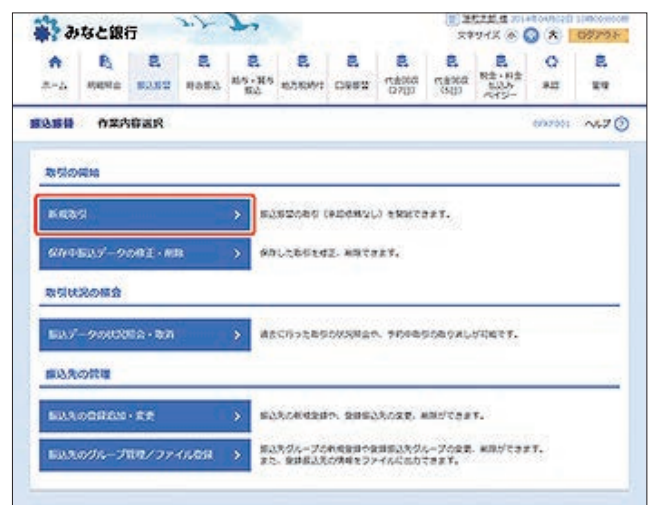 みなと銀行
文字サイズ 小 中 大 ログアウト
ホーム 明細照会 振込振替 総合振込 給与・賞与振込 地方税納付 口座振替 代金回収 代金回収 税金・料金払込み ペイジー 承認 管理
振込振替 作業内容選択 ヘルプ
取引の開始
新規取引 振込振替の取引(承認依頼なし)を開始できます。
保存中振込データの修正・削除 保存した取引を修正、削除できます。
取引状況の照会
振込データの状況照会・取消 過去に行った取引の状況照会や、予約中取引の取り消しが可能です。
振込先の管理
振込先の登録追加・変更 振込先の新規登録や、登録振込先の変更、削除ができます。
振込先のグループ管理/ファイル登録 振込先グループの新規登録や登録振込先グループの変更、削除ができます。
また、登録振込先の情報をファイルに出力できます。